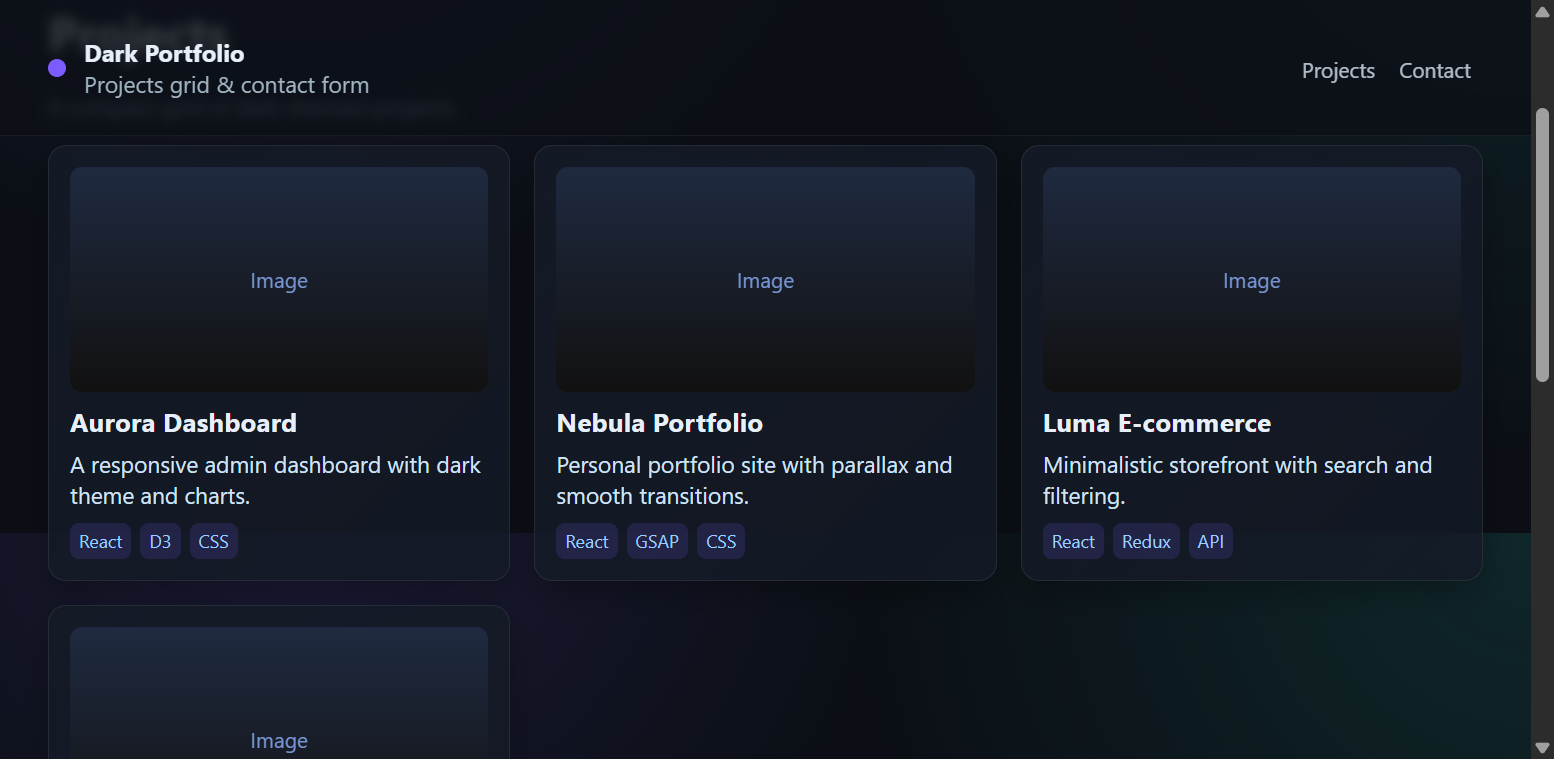 Projects
Dark Portfolio
Projects grid & contact form
Projects
Contact
Image
Image
Image
Aurora Dashboard
A responsive admin dashboard with dark
theme and charts.
React
D3
CSS
Nebula Portfolio
Personal portfolio site with parallax and
smooth transitions.
React
GSAP
CSS
Luma E-commerce
Minimalistic storefront with search and
filtering.
React
Redux
API
Image